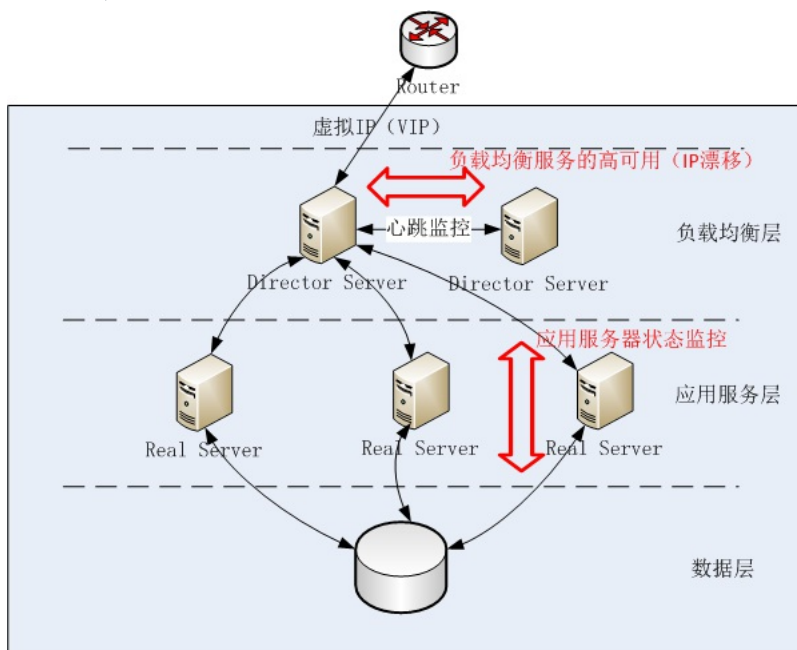 Router
虚拟IP（VIP）
负载均衡服务的高可用（IP漂移）
心跳监控
负载均衡层
Director Server
Director Server
应用服务器状态监控
应用服务层
Real Server
Real Server
Real Server
数据层